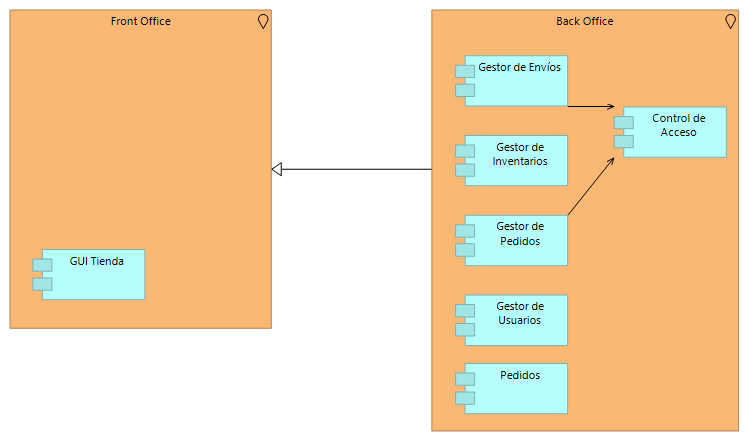 Front Office
Back Office
Gestor de Envíos
Control de
Acceso
Gestor de
Inventarios
Gestor de
Pedidos
GUI Tienda
Gestor de
Usuarios
Pedidos